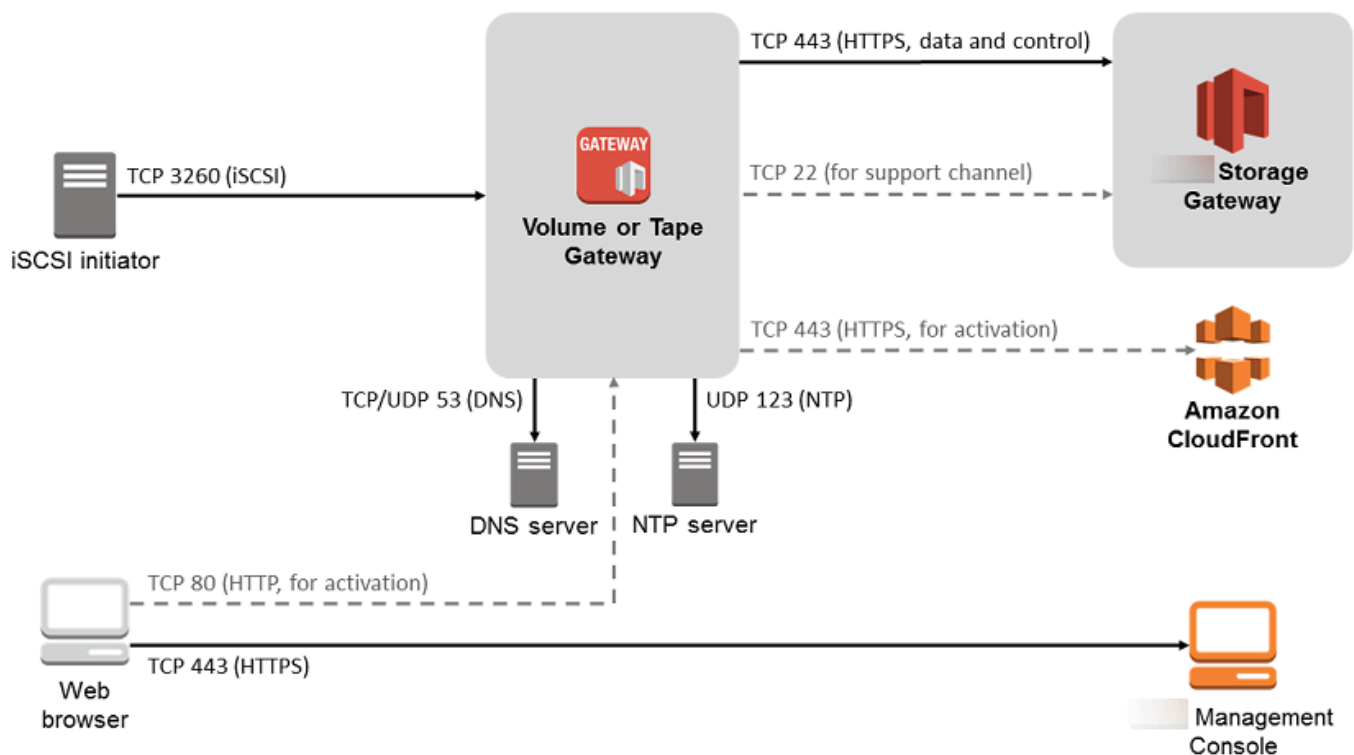 TCP 443 (HTTPS, data and control)
GATEWAY
Storage
Gateway
TCP 3260 (iSCSI)
TCP 22 (for support channel)
Volume or Tape
Gateway
iSCSI initiator
TCP 443 (HTTPS, for activation)
TCP/UDP 53 (DNS)
UDP 123 (NTP)
Amazon
CloudFront
DNS server
NTP server
TCP 80 (HTTP, for activation)
TCP 443 (HTTPS)
Web
browser
Management
Console